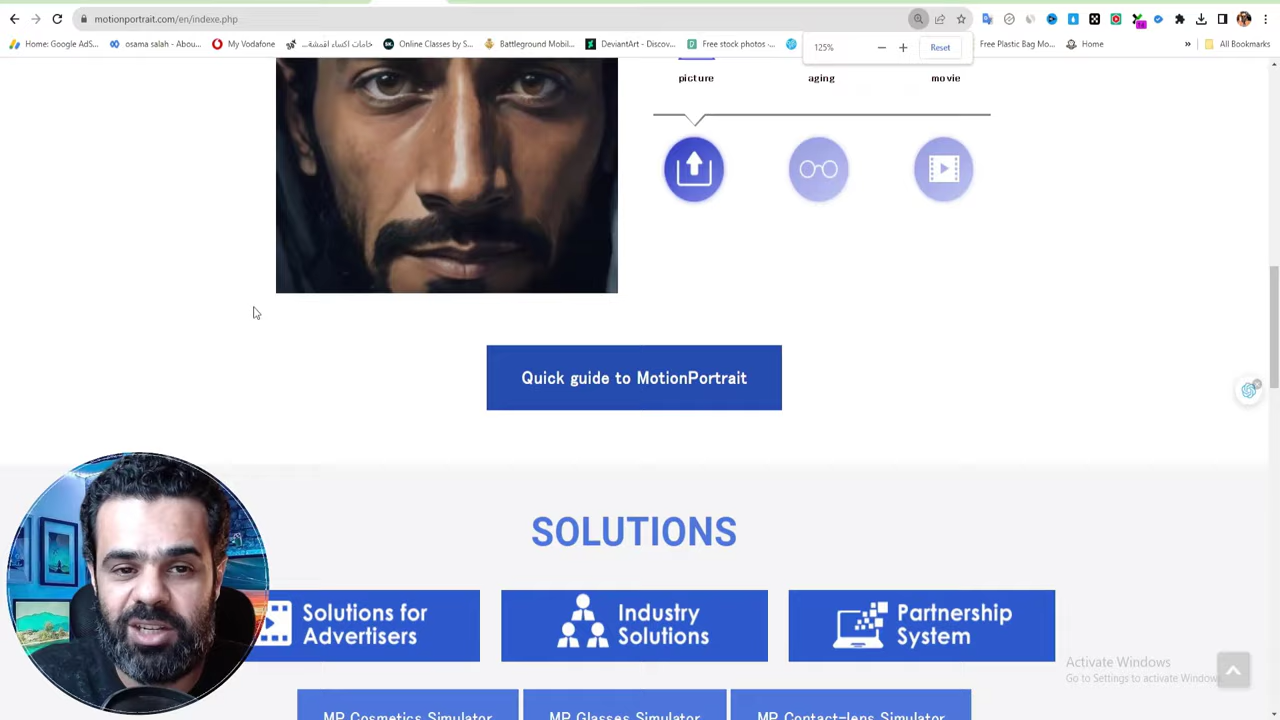 motionportrait.com/en/indexe.php
Home: Google AdS...
osama salah - Abou...
My Vodafone
خامات اكساء اقمشة...
Online Classes by S...
Battleground Mobil...
DeviantArt - Discov...
Free stock photos -...
Free Plastic Bag Mo...
Home
»
All Bookmarks
125%
Reset
picture
aging
movie
Quick guide to MotionPortrait
SOLUTIONS
Solutions for
Advertisers
Industry
Solutions
Partnership
System
Activate Windows
Go to Settings to activate Windows.
MP Cosmetics Simulator
MP Glasses Simulator
MP Contact-lens Simulator